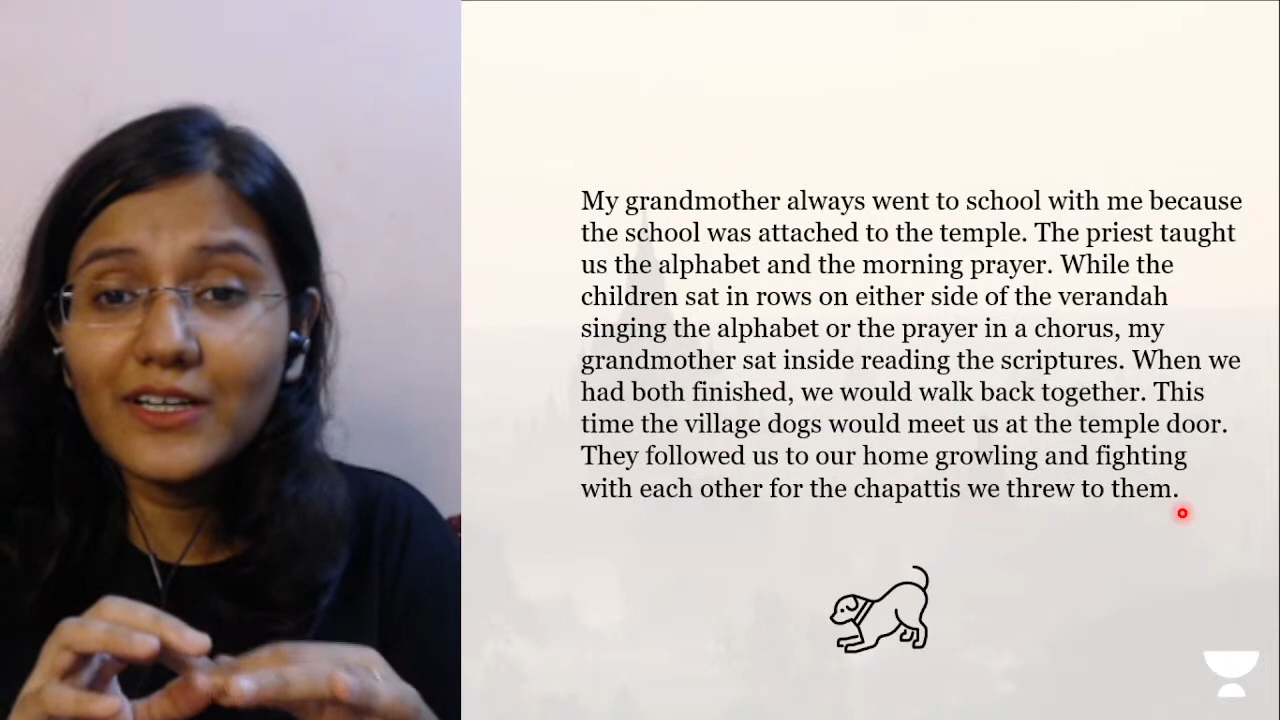 My grandmother always went to school with me because
the school was attached to the temple. The priest taught
us the alphabet and the morning prayer. While the
children sat in rows on either side of the verandah
singing the alphabet or the prayer in a chorus, my
grandmother sat inside reading the scriptures. When we
had both finished, we would walk back together. This
time the village dogs would meet us at the temple door.
They followed us to our home growling and fighting
with each other for the chapattis we threw to them.